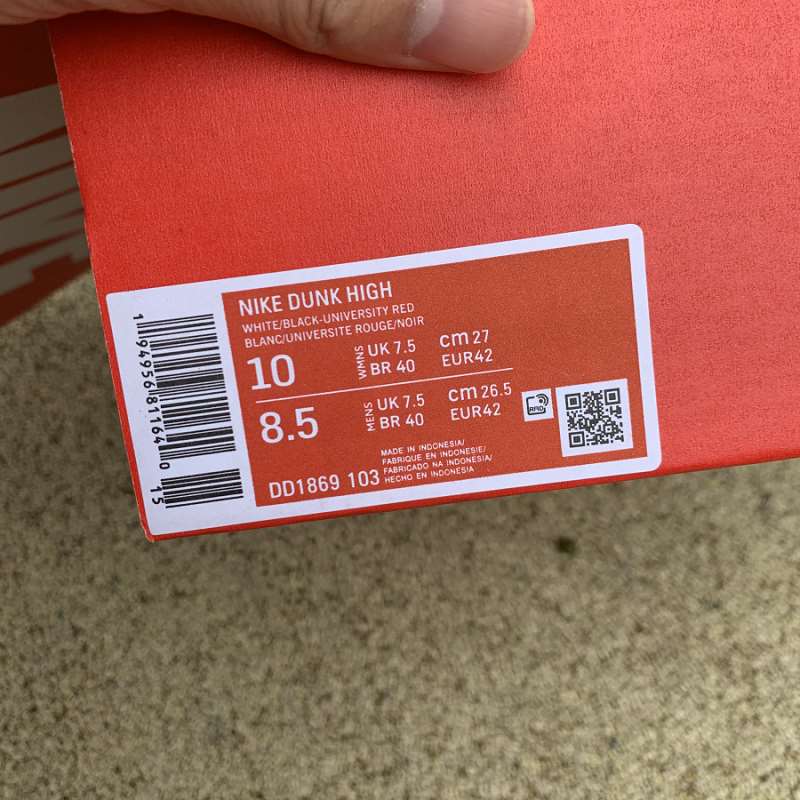 NIKE DUNK HIGH
WHITE/BLACK-UNIVERSITY RED
BLANC/UNIVERSITE ROUGE/NOIR
10 WMNS UK 7.5 cm 27
BR 40 EUR42
8.5 MENS UK 7.5 cm 26.5
BR 40 EUR42
RFID
MADE IN INDONESIA/
FABRIQUE EN INDONESIE/
FABRICADO NA INDONESIA/
DD1869 103 HECHO EN INDONESIA
1 94956 81164 0 15